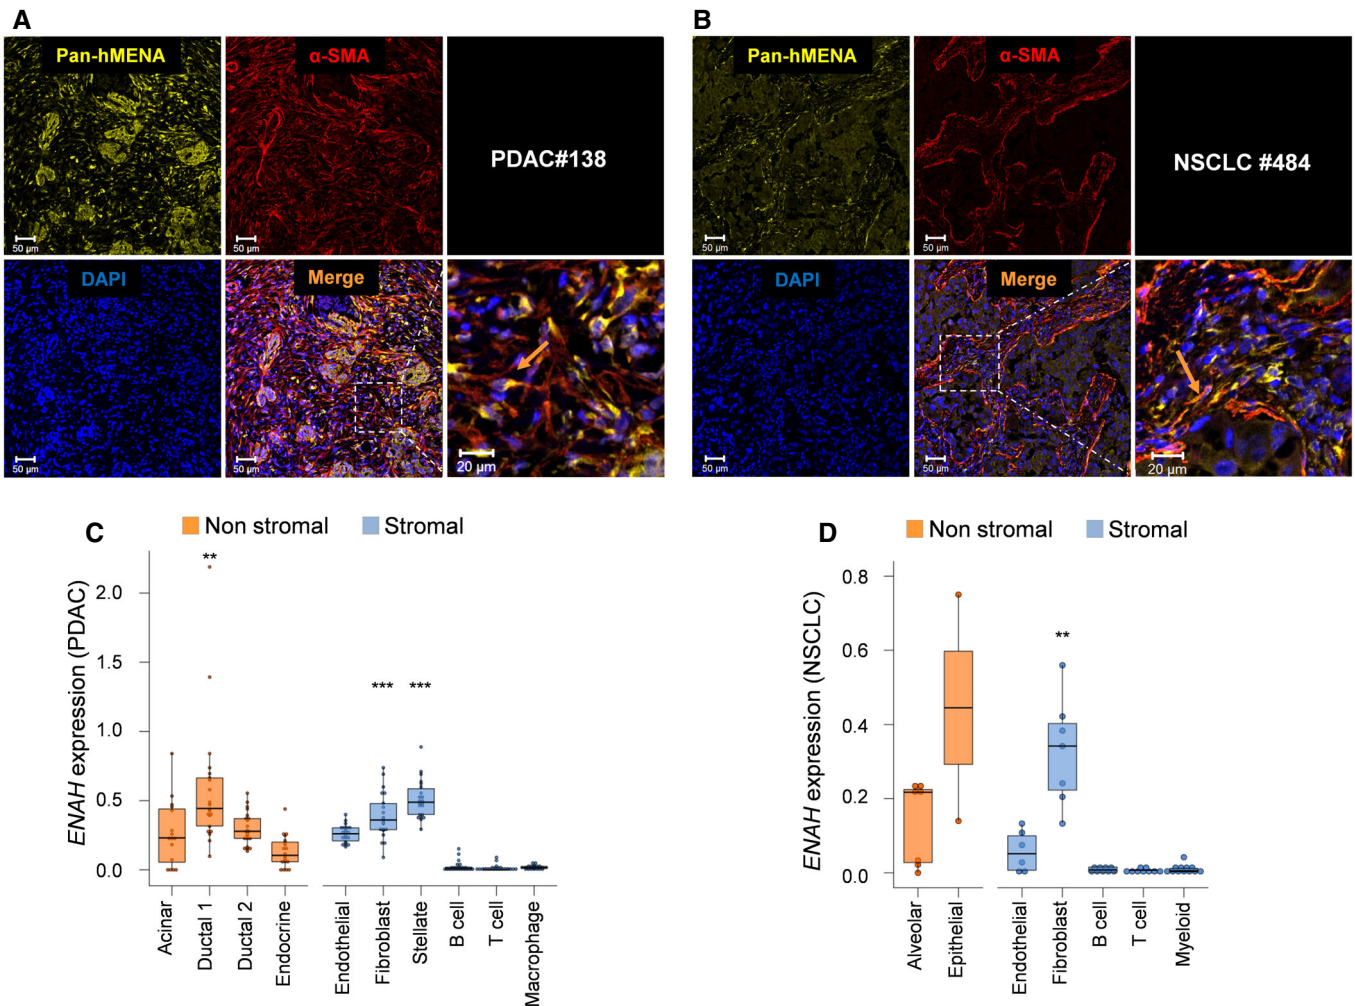 A
B
Pan-hMENA
α-SMA
PDAC#138
50 µm
50 µm
DAPI
Merge
50 µm
50 µm
20 µm
Pan-hMENA
α-SMA
NSCLC #484
50 µm
50 µm
DAPI
Merge
50 µm
50 µm
20 µm
C
Non stromal
Stromal
ENAH expression (PDAC)
2.0
1.5
1.0
0.5
0.0
**
***
***
Acinar
Ductal 1
Ductal 2
Endocrine
Endothelial
Fibroblast
Stellate
B cell
T cell
Macrophage
D
Non stromal
Stromal
ENAH expression (NSCLC)
0.8
0.6
0.4
0.2
0.0
**
Alveolar
Epithelial
Endothelial
Fibroblast
B cell
T cell
Myeloid